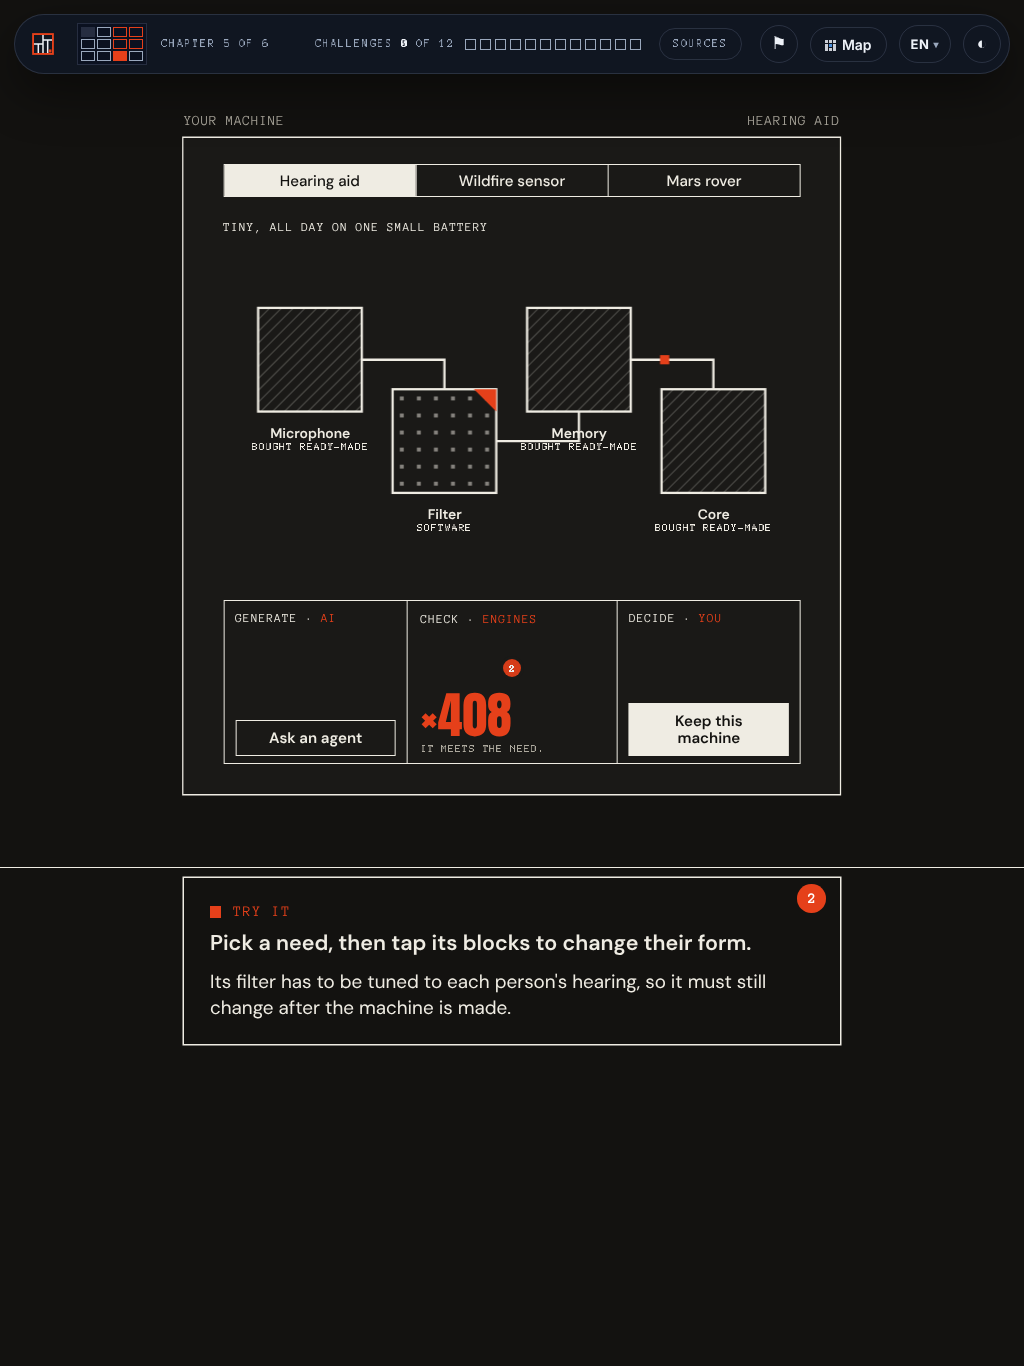 CHAPTER 5 OF 6
CHALLENGES 0 OF 12
SOURCES
Map
EN
YOUR MACHINE
HEARING AID
Hearing aid
Wildfire sensor
Mars rover
TINY, ALL DAY ON ONE SMALL BATTERY
Microphone
BOUGHT READY-MADE
Memory
BOUGHT READY-MADE
Filter
SOFTWARE
Core
BOUGHT READY-MADE
GENERATE · AI
Ask an agent
CHECK · ENGINES
2
×408
IT MEETS THE NEED.
DECIDE · YOU
Keep this
machine
TRY IT
2
Pick a need, then tap its blocks to change their form.
Its filter has to be tuned to each person's hearing, so it must still
change after the machine is made.